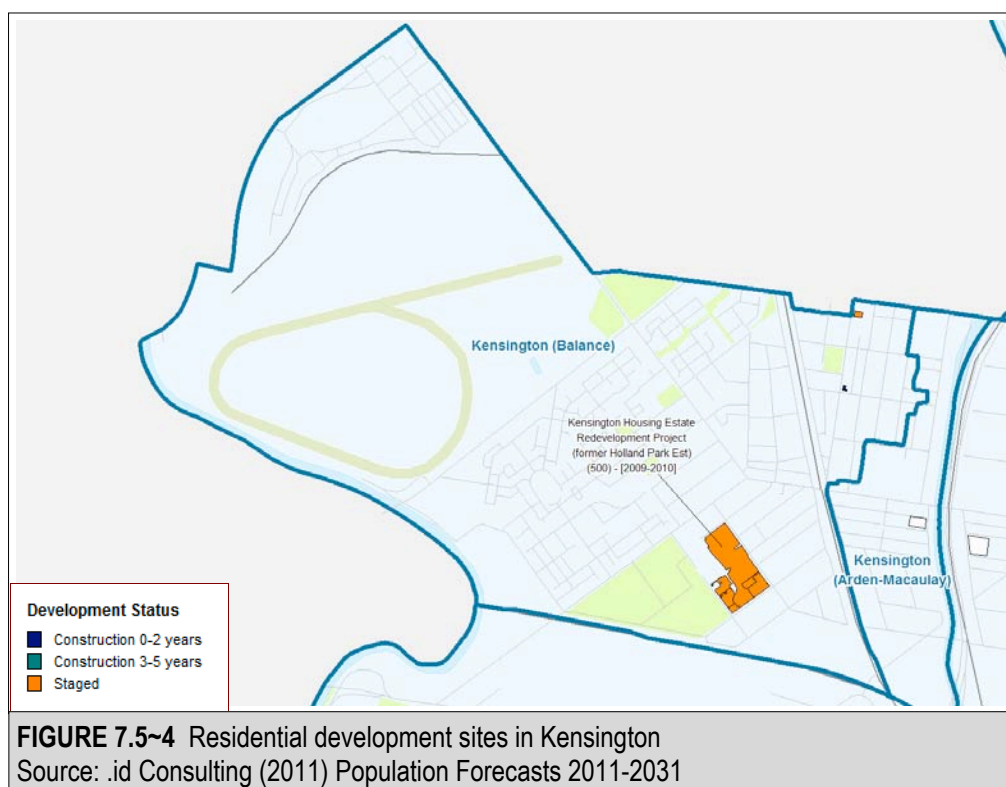 Kensington (Balance)
Kensington Housing Estate
Redevelopment Project
(former Holland Park Est)
(500) - [2009-2010]
Kensington
(Arden-Macaulay)
Development Status
Construction 0-2 years
Construction 3-5 years
Staged
FIGURE 7.5~4 Residential development sites in Kensington
Source: .id Consulting (2011) Population Forecasts 2011-2031